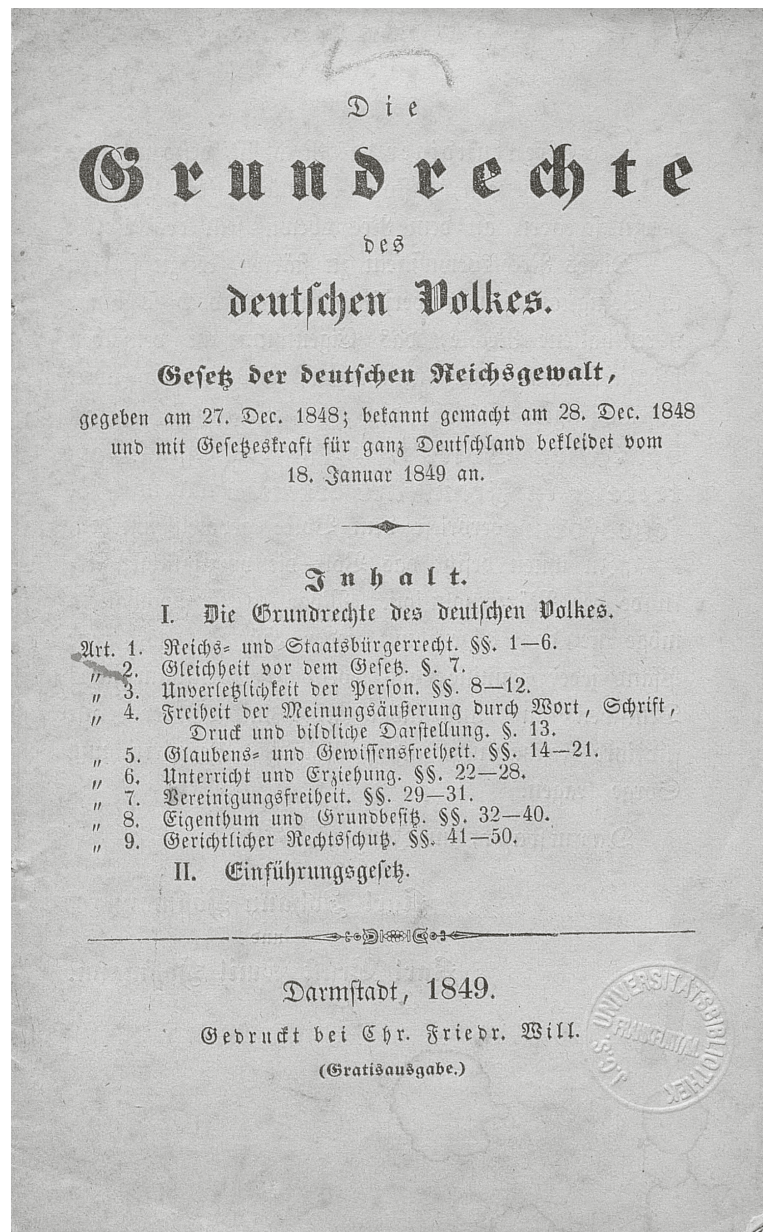 Die
Grundrechte
des
deutschen Volkes.
Gesetz der deutschen Reichsgewalt,
gegeben am 27. Dec. 1848; bekannt gemacht am 28. Dec. 1848
und mit Gesetzeskraft für ganz Deutschland bekleidet vom
18. Januar 1849 an.
Inhalt.
I. Die Grundrechte des deutschen Volkes.
Art. 1. Reichs- und Staatsbürgerrecht. §§. 1—6.
„ 2. Gleichheit vor dem Gesetz. §. 7.
„ 3. Unverletzlichkeit der Person. §§. 8—12.
„ 4. Freiheit der Meinungsäußerung durch Wort, Schrift,
Druck und bildliche Darstellung. §. 13.
„ 5. Glaubens- und Gewissensfreiheit. §§. 14—21.
„ 6. Unterricht und Erziehung. §§. 22—28.
„ 7. Vereinigungsfreiheit. §§. 29—31.
„ 8. Eigenthum und Grundbesitz. §§. 32—40.
„ 9. Gerichtlicher Rechtsschutz. §§. 41—50.
II. Einführungsgesetz.
Darmstadt, 1849.
Gedruckt bei Chr. Friedr. Will.
(Gratisausgabe.)
J.C.S. UNIVERSITÄTSBIBLIOTHEK